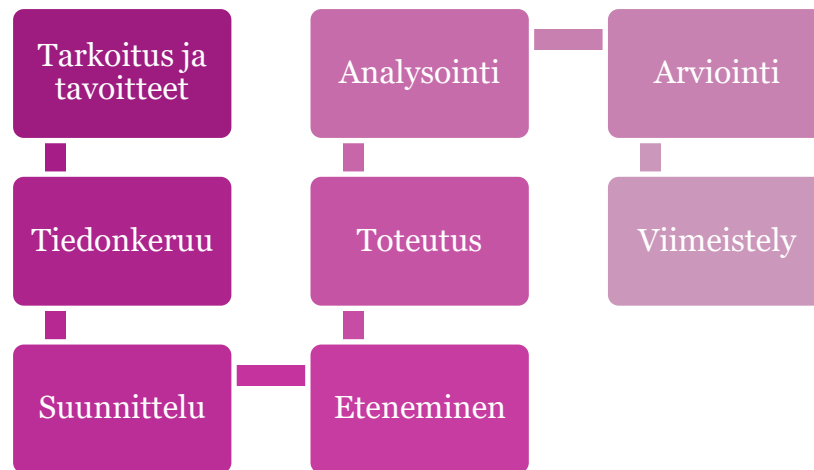 Tarkoitus ja
tavoitteet
Tiedonkeruu
Suunnittelu
Eteneminen
Toteutus
Analysointi
Arviointi
Viimeistely